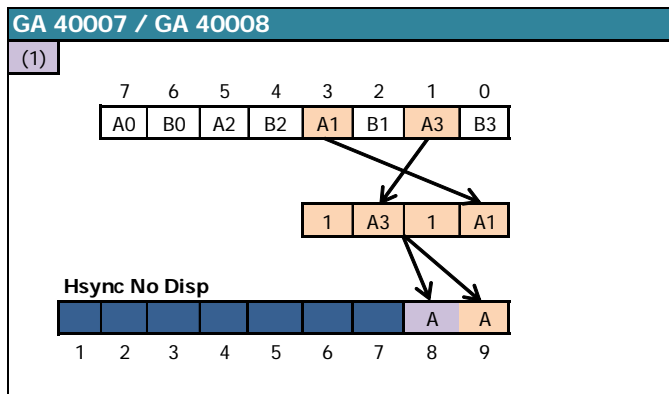 GA 40007 / GA 40008
(1)
7 6 5 4 3 2 1 0
A0 B0 A2 B2 A1 B1 A3 B3
1 A3 1 A1
Hsync No Disp
A A
1 2 3 4 5 6 7 8 9